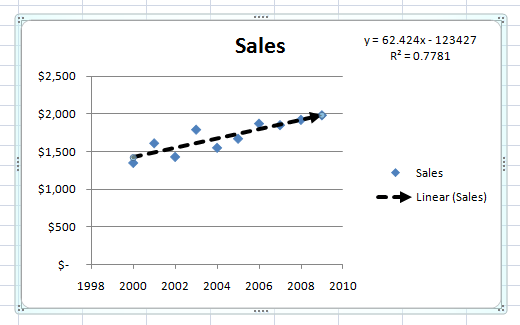 Sales
y = 62.424x - 123427
R² = 0.7781
$2,500
$2,000
$1,500
$1,000
$500
$-
1998 2000 2002 2004 2006 2008 2010
Sales
Linear (Sales)